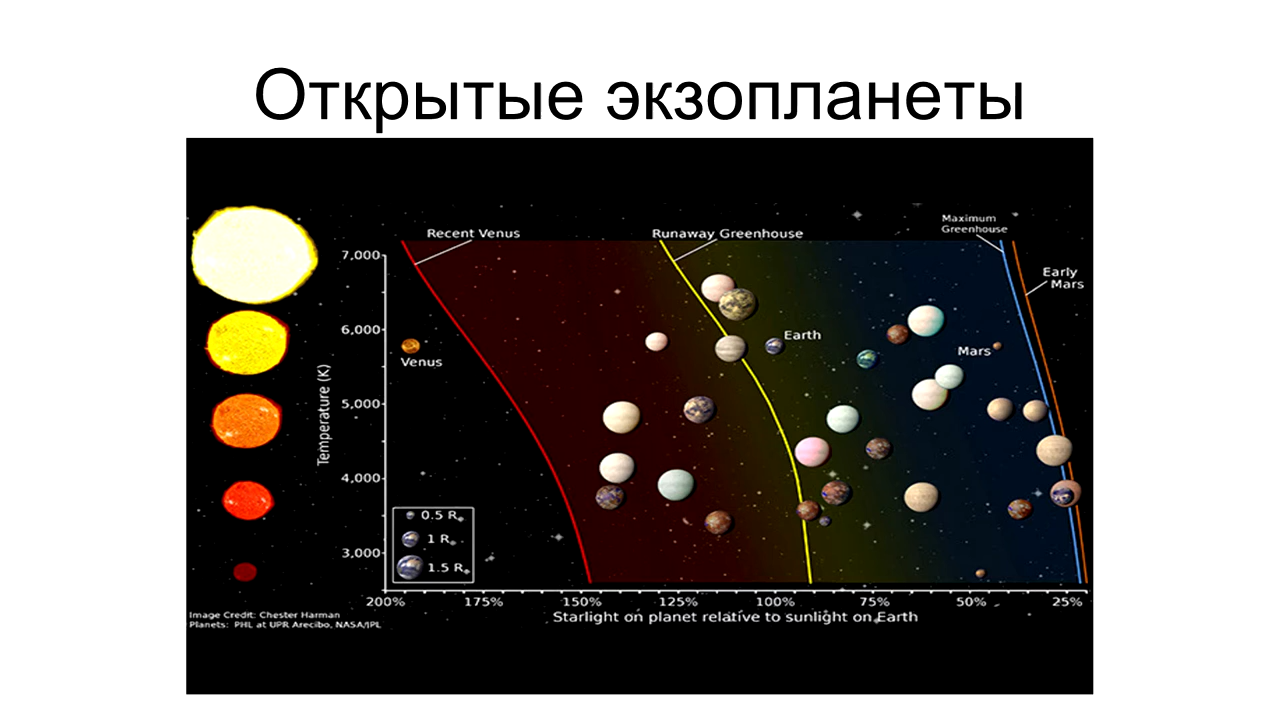 Открытые экзопланеты
Recent Venus
Runaway Greenhouse
Maximum
Greenhouse
Early
Mars
7,000
6,000
5,000
4,000
3,000
Temperature (K)
Venus
Earth
Mars
0.5 R⊕
1 R⊕
1.5 R⊕
200% 175% 150% 125% 100% 75% 50% 25%
Starlight on planet relative to sunlight on Earth
Image Credit: Chester Harman
Planets: PHL at UPR Arecibo, NASA/JPL